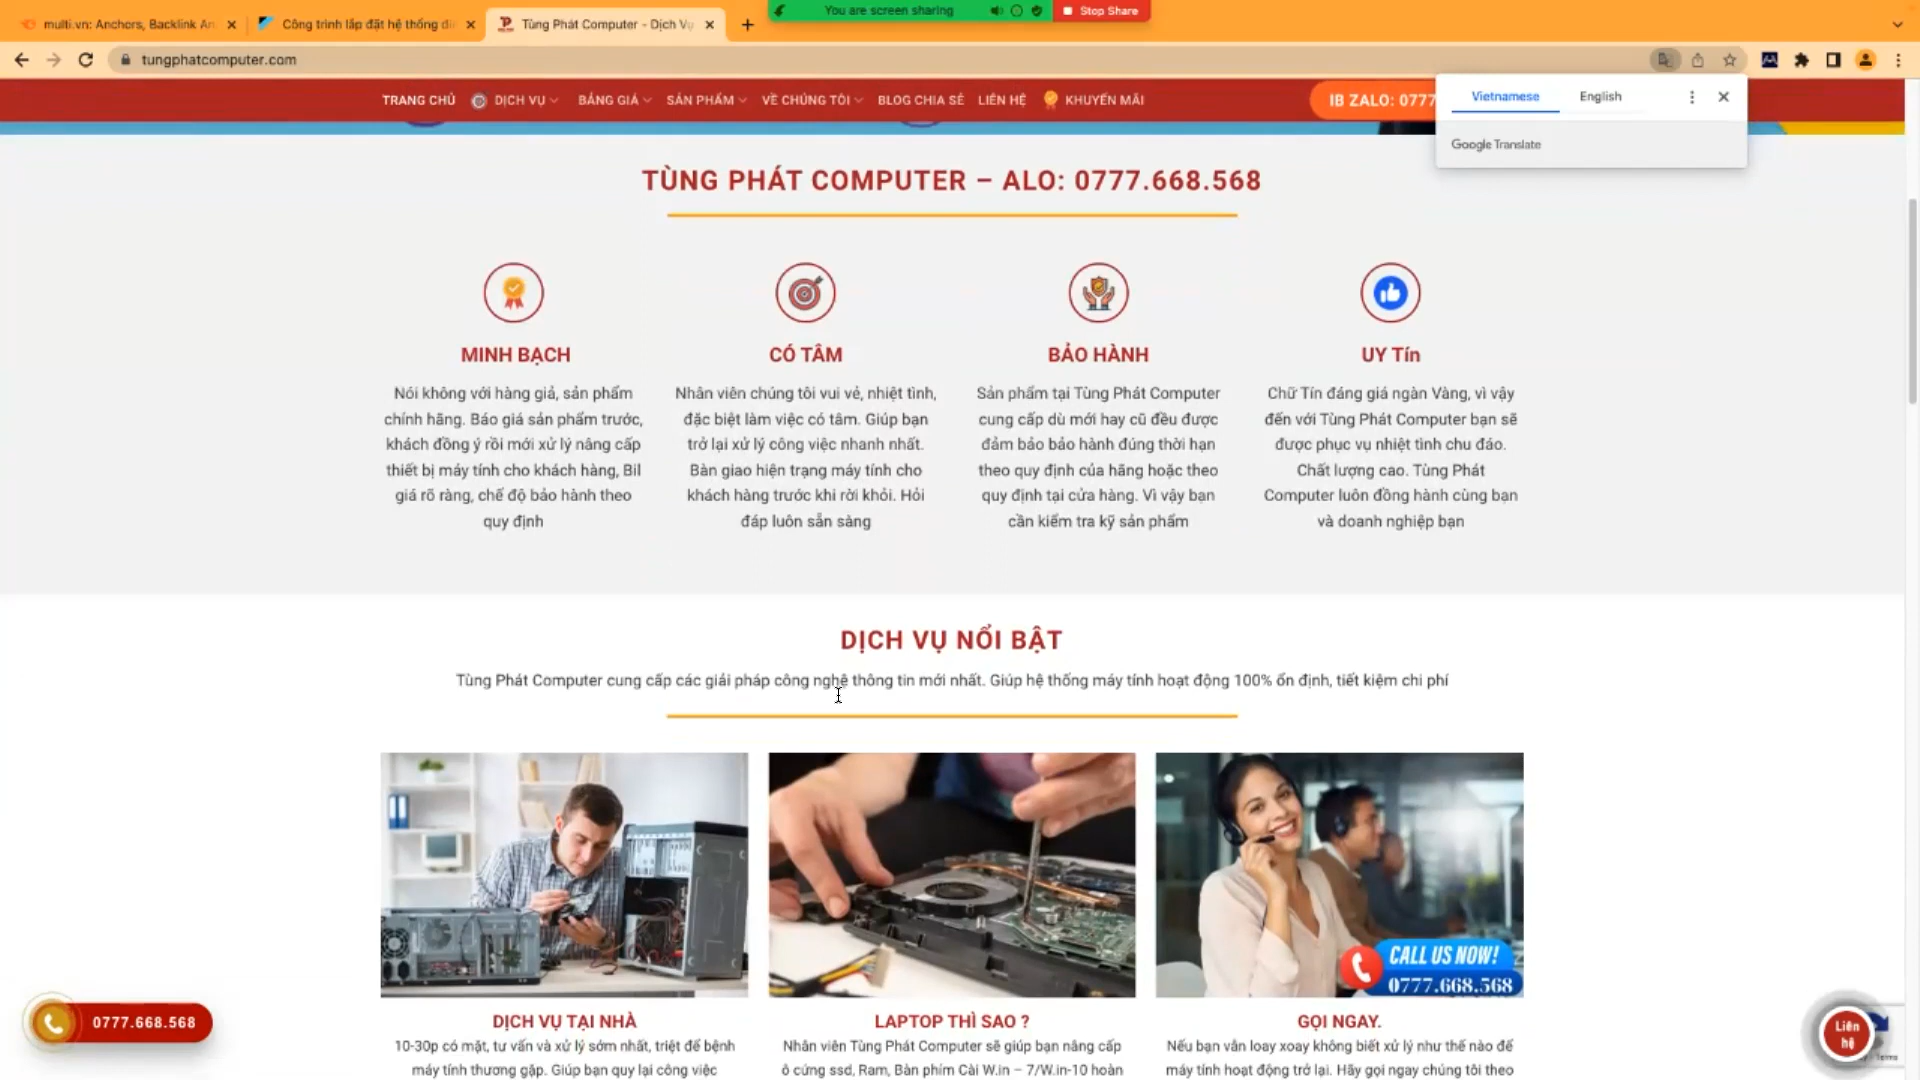 multi.vn: Anchors, Backlink An
Công trình lắp đặt hệ thống đi
Tùng Phát Computer - Dịch Vụ
You are screen sharing
Stop Share
tungphatcomputer.com
TRANG CHỦ
DỊCH VỤ
BẢNG GIÁ
SẢN PHẨM
VỀ CHÚNG TÔI
BLOG CHIA SẺ
LIÊN HỆ
KHUYẾN MÃI
IB ZALO: 0777
Vietnamese
English
Google Translate
TÙNG PHÁT COMPUTER – ALO: 0777.668.568
MINH BẠCH
Nói không với hàng giả, sản phẩm
chính hãng. Báo giá sản phẩm trước,
khách đồng ý rồi mới xử lý nâng cấp
thiết bị máy tính cho khách hàng, Bil
giá rõ ràng, chế độ bảo hành theo
quy định
CÓ TÂM
Nhân viên chúng tôi vui vẻ, nhiệt tình,
đặc biệt làm việc có tâm. Giúp bạn
trở lại xử lý công việc nhanh nhất.
Bàn giao hiện trạng máy tính cho
khách hàng trước khi rời khỏi. Hỏi
đáp luôn sẵn sàng
BẢO HÀNH
Sản phẩm tại Tùng Phát Computer
cung cấp dù mới hay cũ đều được
đảm bảo bảo hành đúng thời hạn
theo quy định của hãng hoặc theo
quy định tại cửa hàng. Vì vậy bạn
cần kiểm tra kỹ sản phẩm
UY Tín
Chữ Tín đáng giá ngàn Vàng, vì vậy
đến với Tùng Phát Computer bạn sẽ
được phục vụ nhiệt tình chu đáo.
Chất lượng cao. Tùng Phát
Computer luôn đồng hành cùng bạn
và doanh nghiệp bạn
DỊCH VỤ NỔI BẬT
Tùng Phát Computer cung cấp các giải pháp công nghệ thông tin mới nhất. Giúp hệ thống máy tính hoạt động 100% ổn định, tiết kiệm chi phí
CALL US NOW!
0777.668.568
DỊCH VỤ TẠI NHÀ
10-30p có mặt, tư vấn và xử lý sớm nhất, triệt để bệnh
máy tính thường gặp. Giúp bạn quy lại công việc
LAPTOP THÌ SAO ?
Nhân viên Tùng Phát Computer sẽ giúp bạn nâng cấp
ổ cứng ssd, Ram, Bàn phím Cài W.in – 7/W.in-10 hoàn
GỌI NGAY.
Nếu bạn vẫn loay xoay không biết xử lý như thế nào để
máy tính hoạt động trở lại. Hãy gọi ngay chúng tôi theo
0777.668.568
Liên
hệ